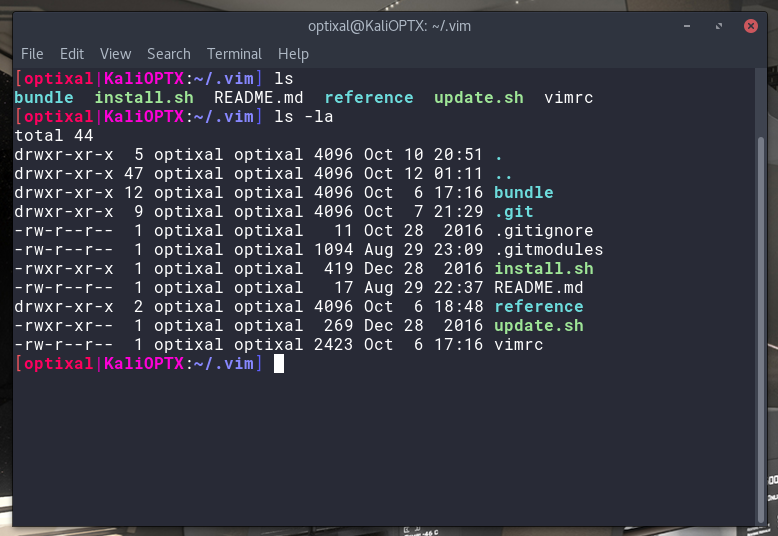 optixal@KaliOPTX: ~/.vim
File Edit View Search Terminal Help
[optixal|KaliOPTX:~/.vim] ls
bundle  install.sh  README.md  reference  update.sh  vimrc
[optixal|KaliOPTX:~/.vim] ls -la
total 44
drwxr-xr-x  5 optixal optixal 4096 Oct 10 20:51 .
drwxr-xr-x 47 optixal optixal 4096 Oct 12 01:11 ..
drwxr-xr-x 12 optixal optixal 4096 Oct  6 17:16 bundle
drwxr-xr-x  9 optixal optixal 4096 Oct  7 21:29 .git
-rw-r--r--  1 optixal optixal   11 Oct 28  2016 .gitignore
-rw-r--r--  1 optixal optixal 1094 Aug 29 23:09 .gitmodules
-rwxr-xr-x  1 optixal optixal  419 Dec 28  2016 install.sh
-rw-r--r--  1 optixal optixal   17 Aug 29 22:37 README.md
drwxr-xr-x  2 optixal optixal 4096 Oct  6 18:48 reference
-rwxr-xr--  1 optixal optixal  269 Dec 28  2016 update.sh
-rw-r--r--  1 optixal optixal 2423 Oct  6 17:16 vimrc
[optixal|KaliOPTX:~/.vim]